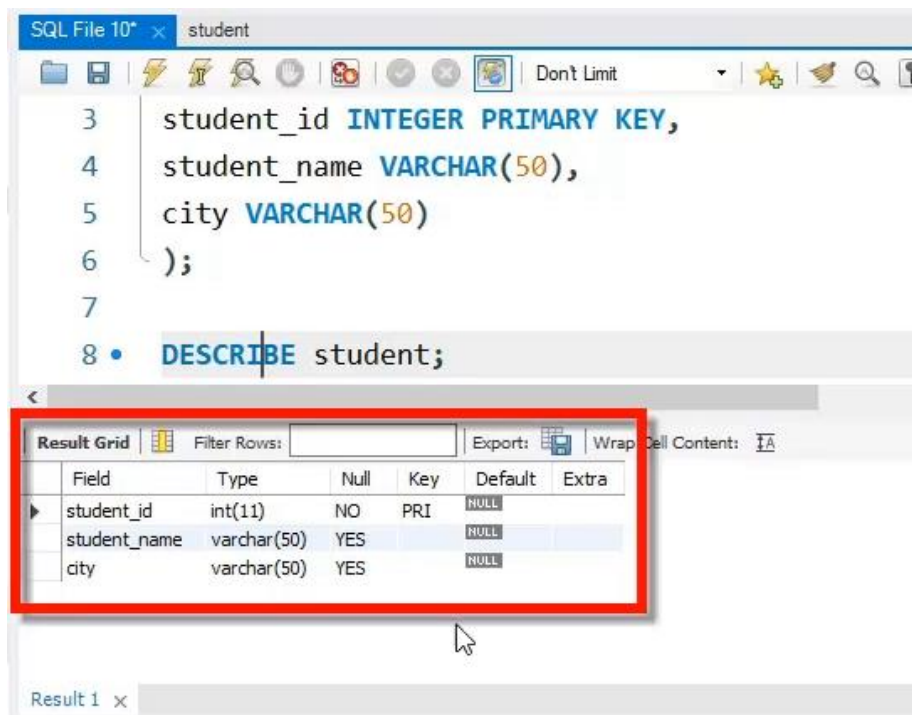 SQL File 10* × student
Don't Limit
3 student_id INTEGER PRIMARY KEY,
4 student_name VARCHAR(50),
5 city VARCHAR(50)
6 );
7
8 DESCRIBE student;
Result Grid Filter Rows: Export: Wrap Cell Content: IA
Field Type Null Key Default Extra
student_id int(11) NO PRI NULL
student_name varchar(50) YES NULL
city varchar(50) YES NULL
Result 1 ×